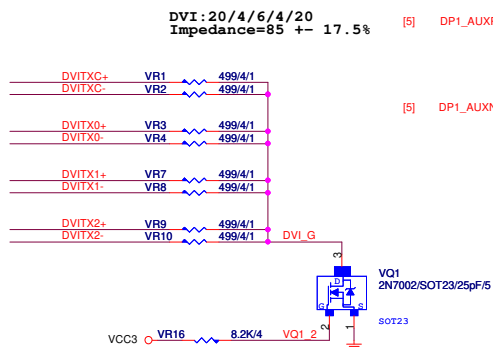 DVI:20/4/6/4/20
Impedance=85 +- 17.5%
[5] DP1_AUXP
[5] DP1_AUXN
DVITXC+ VR1 499/4/1
DVITXC- VR2 499/4/1
DVITX0+ VR3 499/4/1
DVITX0- VR4 499/4/1
DVITX1+ VR7 499/4/1
DVITX1- VR8 499/4/1
DVITX2+ VR9 499/4/1
DVITX2- VR10 499/4/1 DVI_G
3
D
G S
VQ1
2N7002/SOT23/25pF/5
SOT23
2 1
VCC3 VR16 8.2K/4 VQ1_2